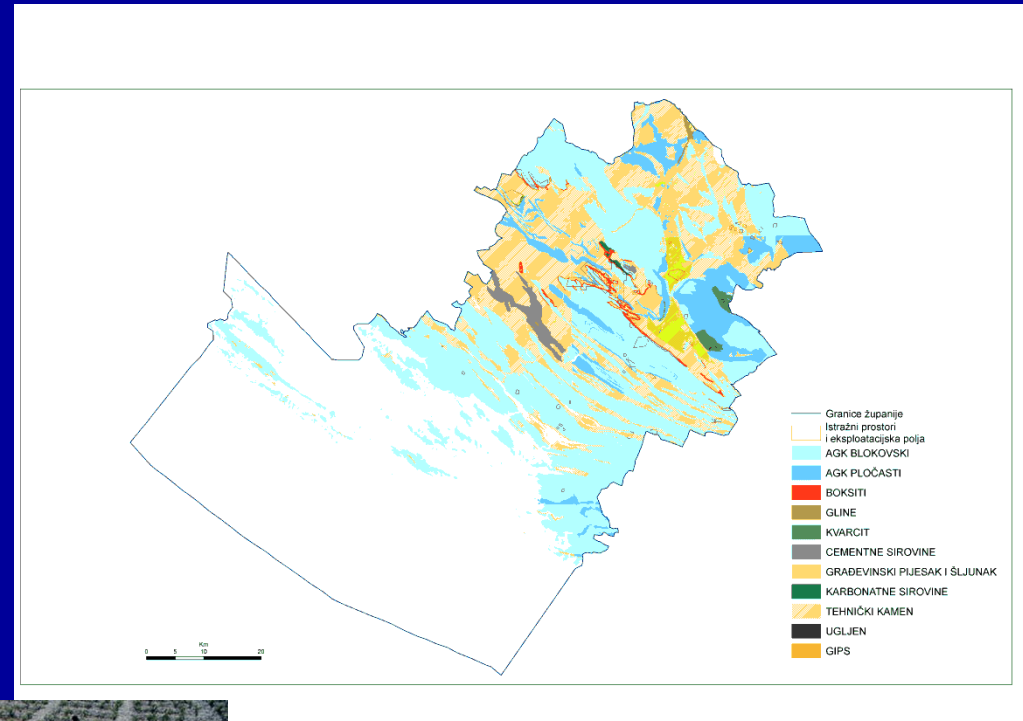 Granice županije
Istražni prostori
i eksploatacijska polja
AGK BLOKOVSKI
AGK PLOČASTI
BOKSITI
GLINE
KVARCIT
CEMENTNE SIROVINE
GRAĐEVINSKI PIJESAK I ŠLJUNAK
KARBONATNE SIROVINE
TEHNIČKI KAMEN
UGLJEN
GIPS
Km
0 5 10 20